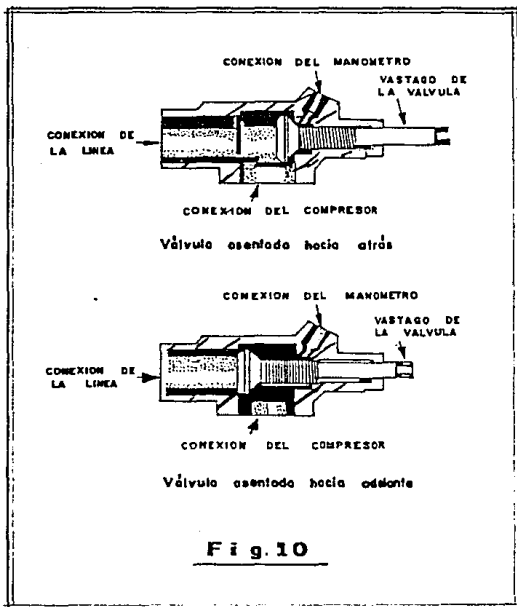 CONEXION DEL MANOMETRO
VASTAGO DE
LA VALVULA
CONEXION DE
LA LINEA
CONEXION DEL COMPRESOR
Válvula asentada hacia atrás
CONEXION DEL MANOMETRO
VASTAGO DE
LA VALVULA
CONEXION DE
LA LINEA
CONEXION DEL COMPRESOR
Válvula asentada hacia adelante
Fig.10